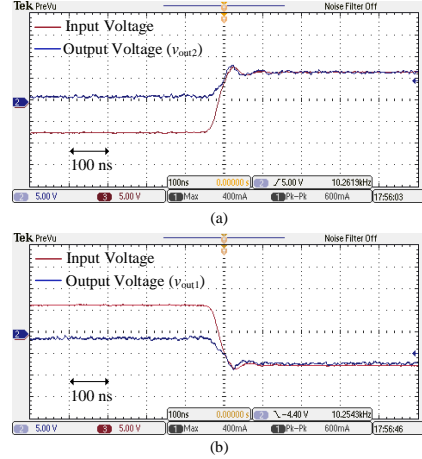 Tek PreVu
Noise Filter Off
Input Voltage
Output Voltage (vout2)
2
100 ns
2 5.00 V
3 5.00 V
100ns 0.00000 s
2 5.00 V 10.2619kHz
1 Max 400mA
1 Pk-Pk 600mA
17:56:03
(a)
Tek PreVu
Noise Filter Off
Input Voltage
Output Voltage (vout1)
2
100 ns
2 5.00 V
3 5.00 V
100ns 0.00000 s
2 -4.40 V 10.2543kHz
1 Max 400mA
1 Pk-Pk 600mA
17:56:46
(b)